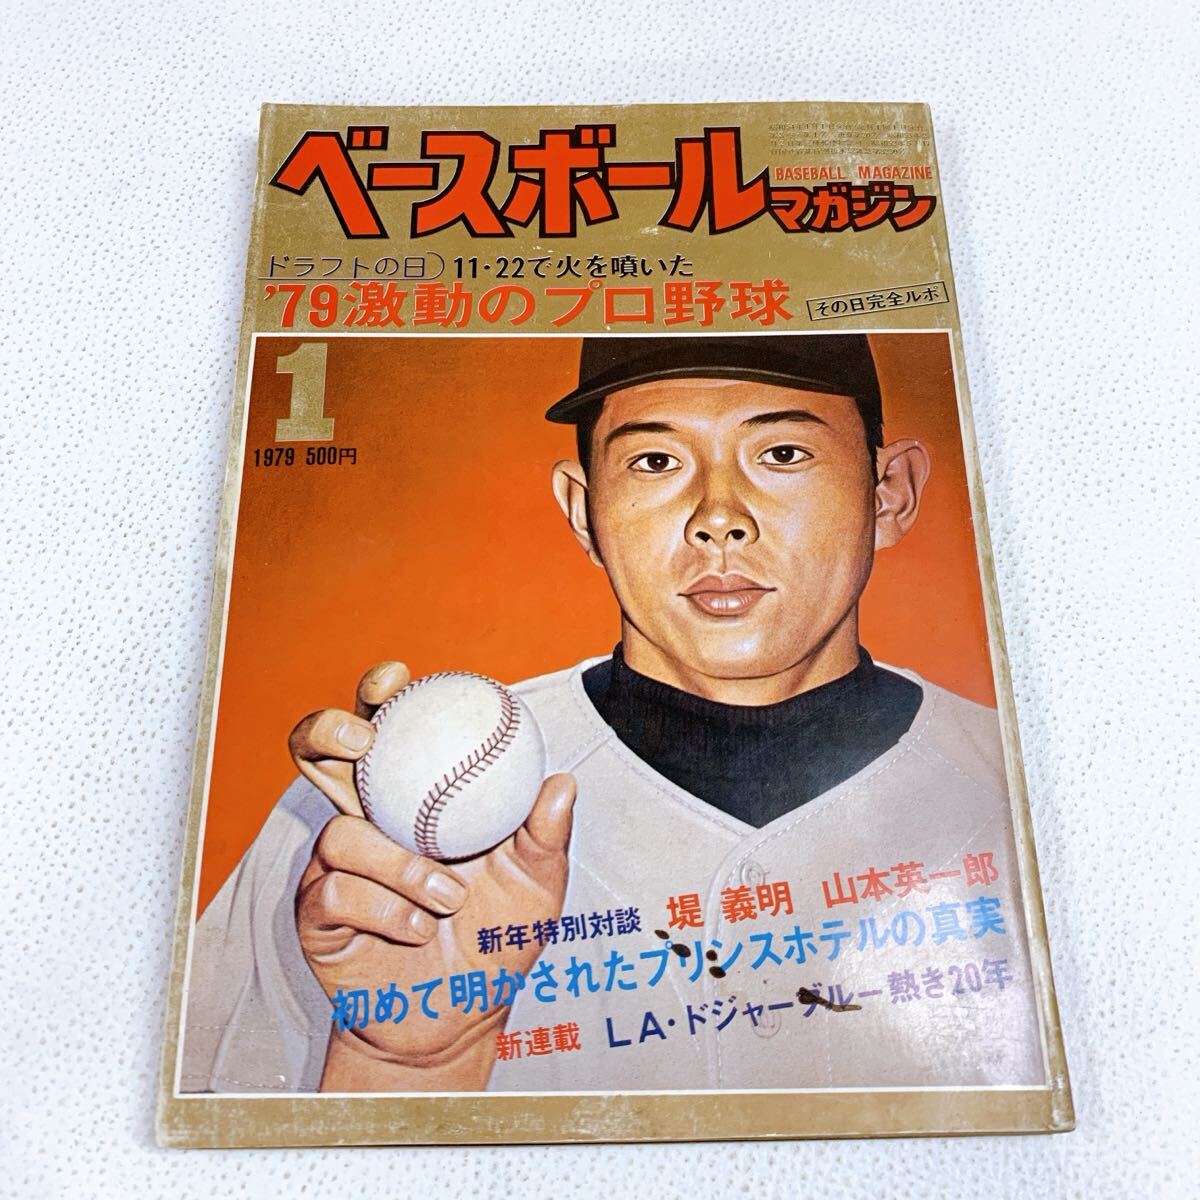 ベースボール
マガジン
BASEBALL MAGAZINE
ドラフトの日 11・22で火を噴いた
'79激動のプロ野球 その日完全ルポ
1
1979 500円
新年特別対談 堤 義明 山本英一郎
初めて明かされたプリンスホテルの真実
新連載 LA・ドジャーブルー熱き20年